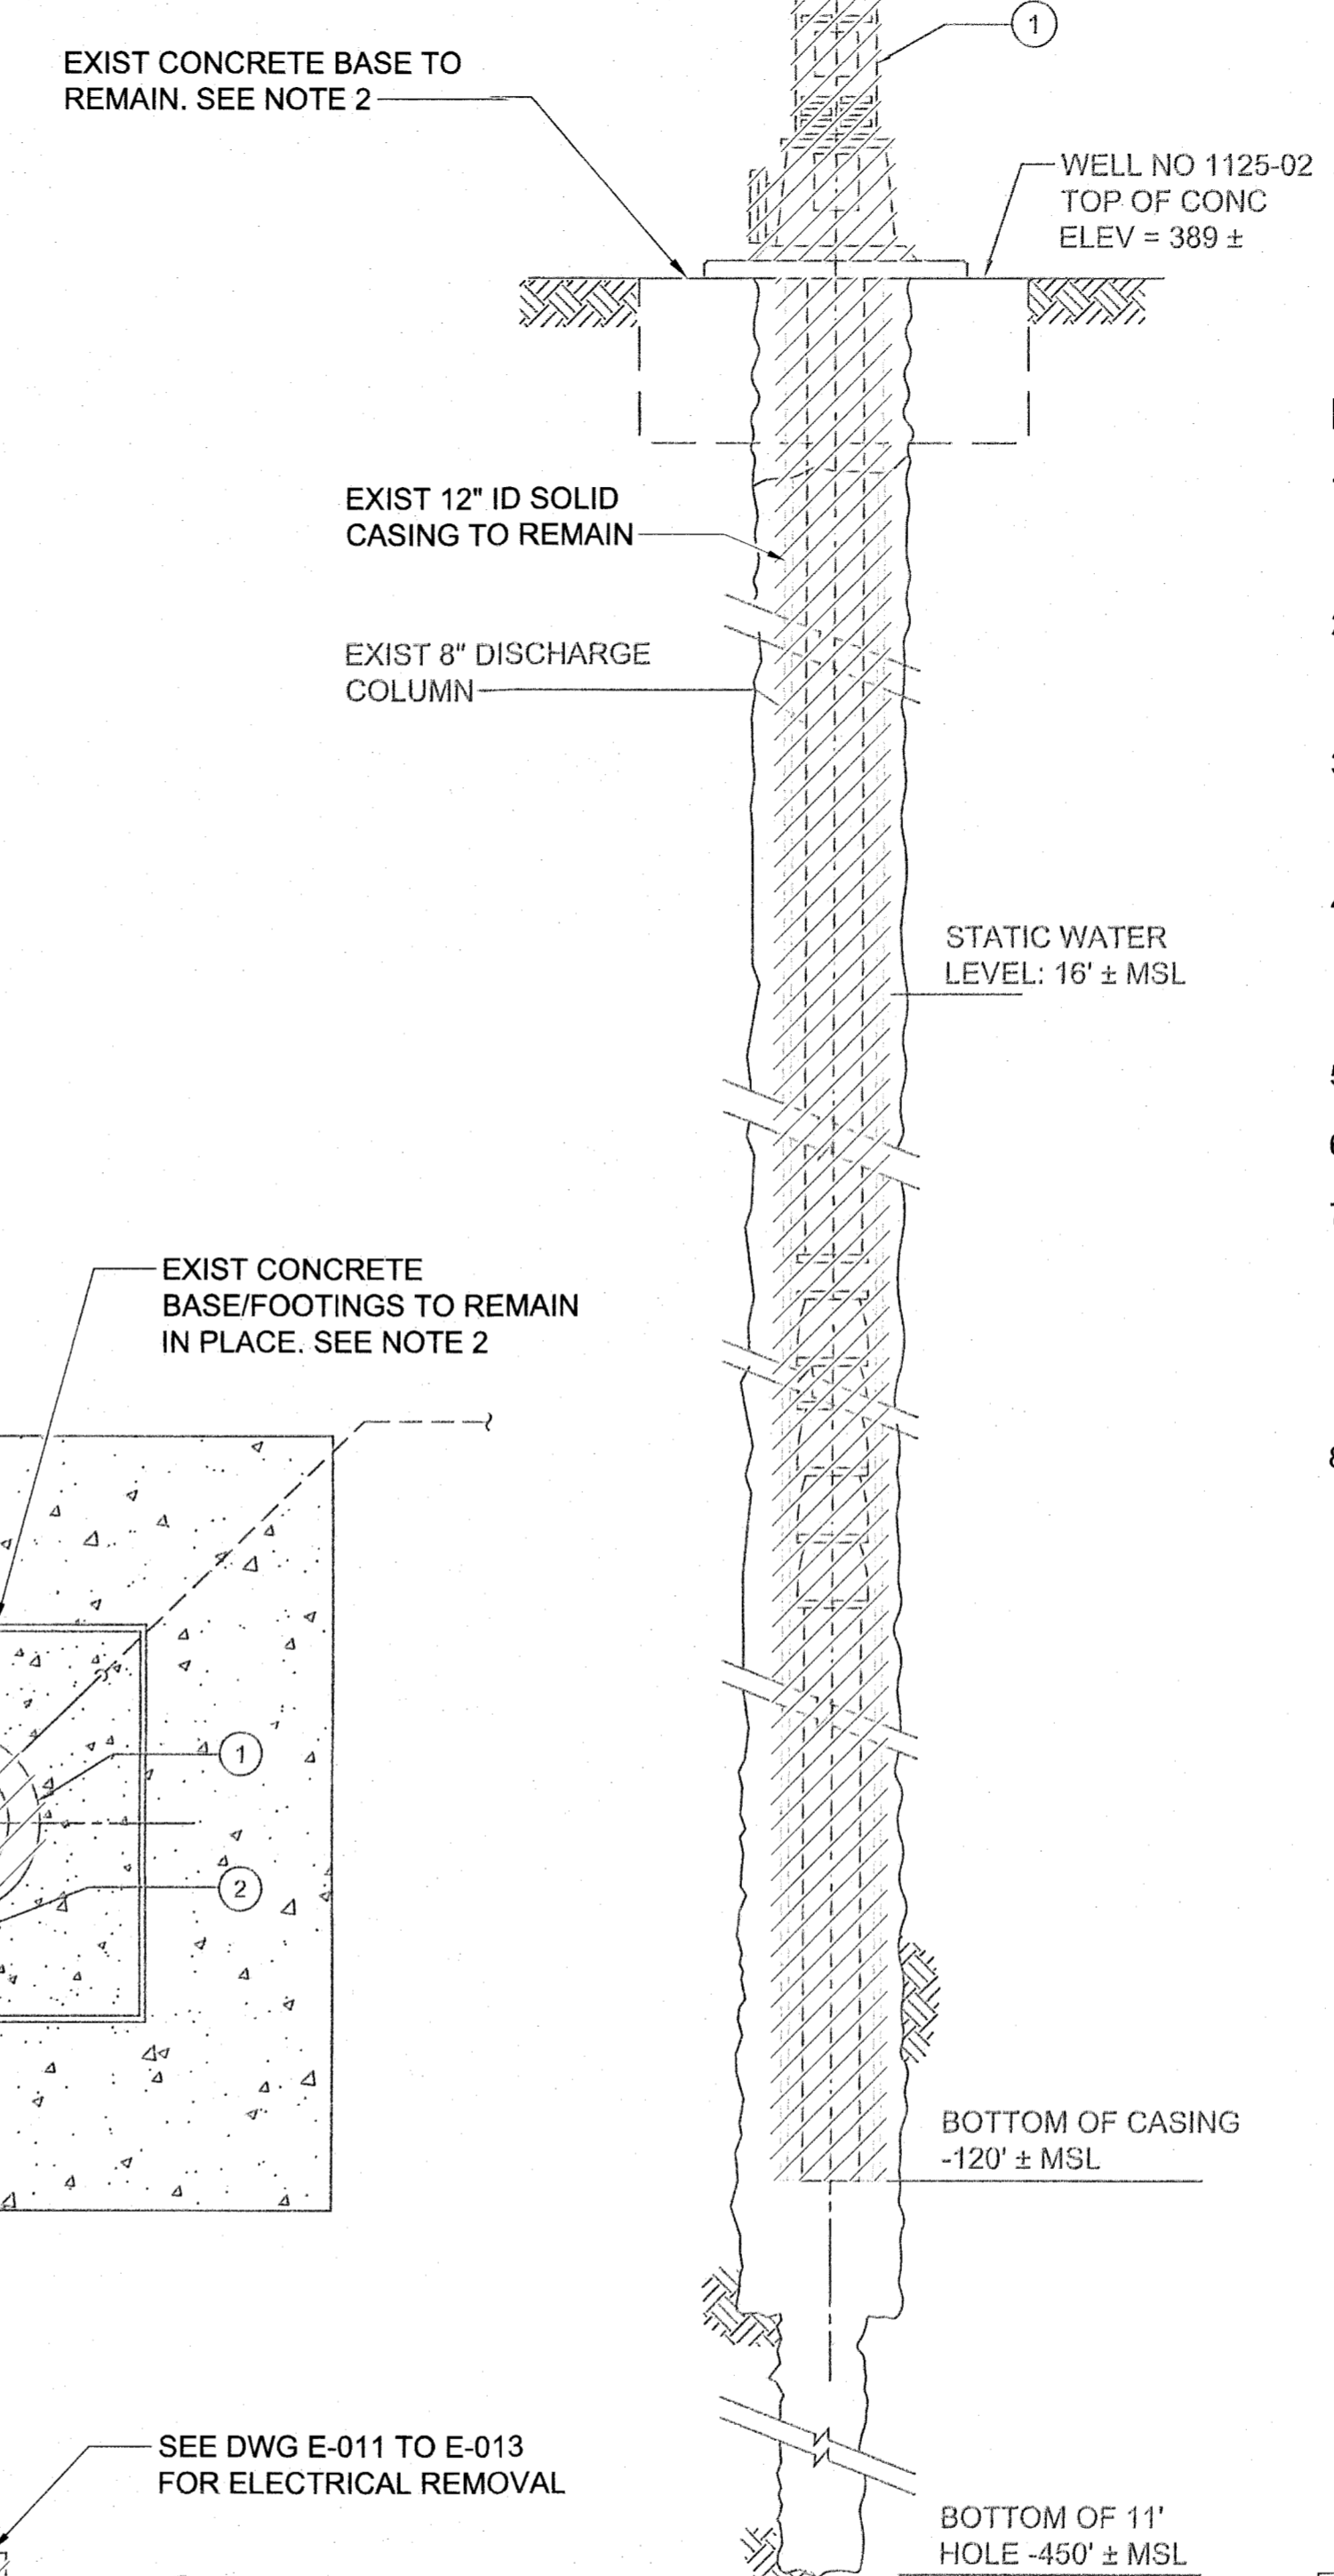 1
EXIST CONCRETE BASE TO
REMAIN. SEE NOTE 2
WELL NO 1125-02
TOP OF CONC
ELEV = 389 ±
EXIST 12" ID SOLID
CASING TO REMAIN
EXIST 8" DISCHARGE
COLUMN
STATIC WATER
LEVEL: 16' ± MSL
EXIST CONCRETE
BASE/FOOTINGS TO REMAIN
IN PLACE. SEE NOTE 2
1
2
BOTTOM OF CASING
-120' ± MSL
SEE DWG E-011 TO E-013
FOR ELECTRICAL REMOVAL
BOTTOM OF 11'
HOLE -450' ± MSL